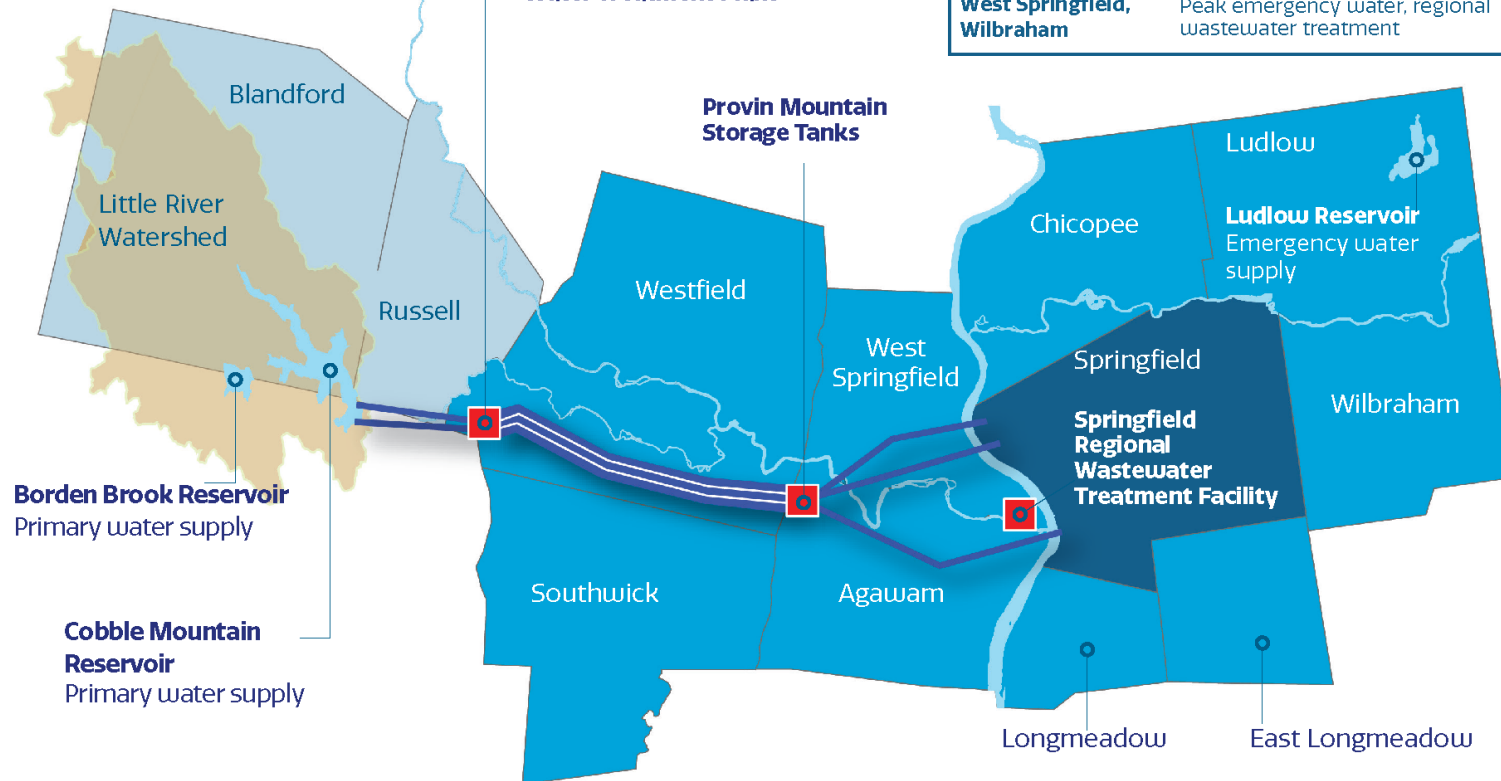 West Springfield,
Wilbraham
Peak emergency water, regional
wastewater treatment
Blandford
Provin Mountain
Storage Tanks
Ludlow
Little River
Watershed
Chicopee
Ludlow Reservoir
Emergency water
supply
Westfield
Russell
West
Springfield
Springfield
Wilbraham
Springfield
Regional
Wastewater
Treatment Facility
Borden Brook Reservoir
Primary water supply
Southwick
Agawam
Cobble Mountain
Reservoir
Primary water supply
Longmeadow
East Longmeadow